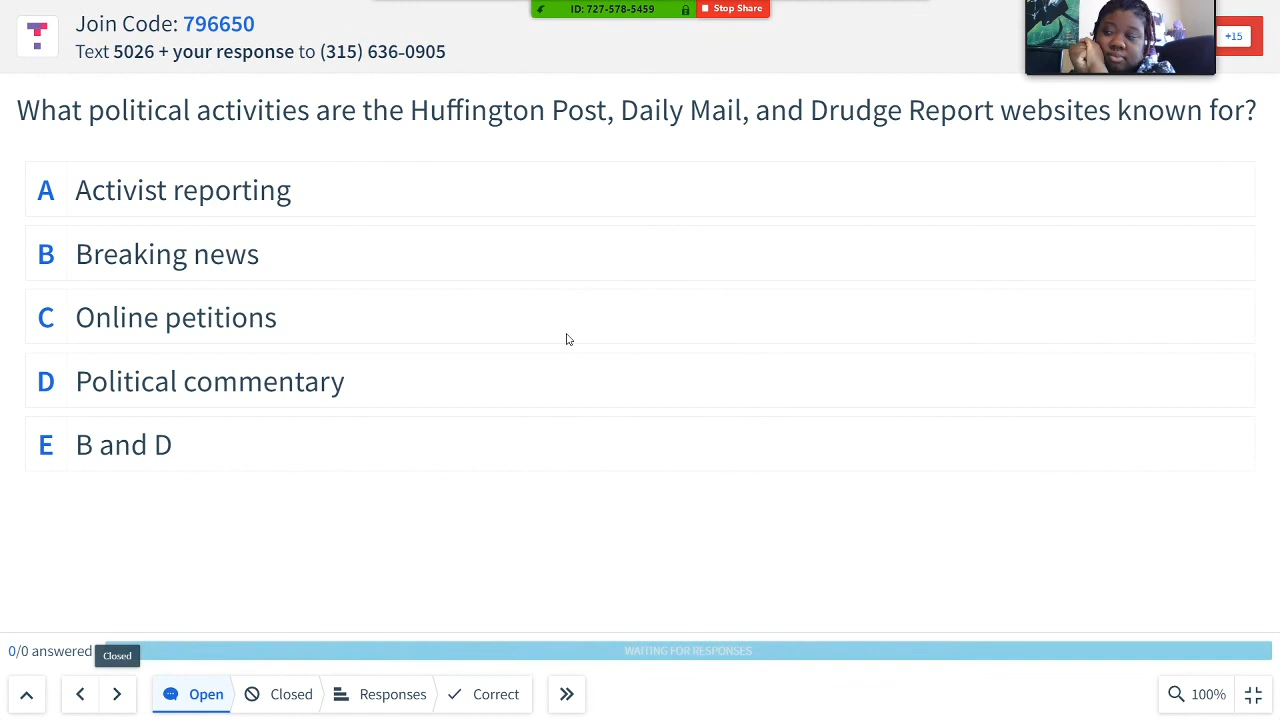 Join Code: 796650
Text 5026 + your response to (315) 636-0905
ID: 727-578-5459
Stop Share
+15
What political activities are the Huffington Post, Daily Mail, and Drudge Report websites known for?
A Activist reporting
B Breaking news
C Online petitions
D Political commentary
E B and D
0/0 answered
Closed
WAITING FOR RESPONSES
Open
Closed
Responses
Correct
100%